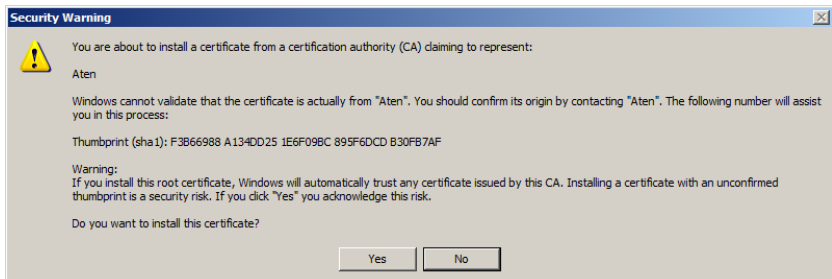 Security Warning
You are about to install a certificate from a certification authority (CA) claiming to represent:
Aten
Windows cannot validate that the certificate is actually from "Aten". You should confirm its origin by contacting "Aten". The following number will assist
you in this process:
Thumbprint (sha1): F3B66988 A134DD25 1E6F09BC 895F6DCD B30FB7AF
Warning:
If you install this root certificate, Windows will automatically trust any certificate issued by this CA. Installing a certificate with an unconfirmed
thumbprint is a security risk. If you click "Yes" you acknowledge this risk.
Do you want to install this certificate?
Yes No